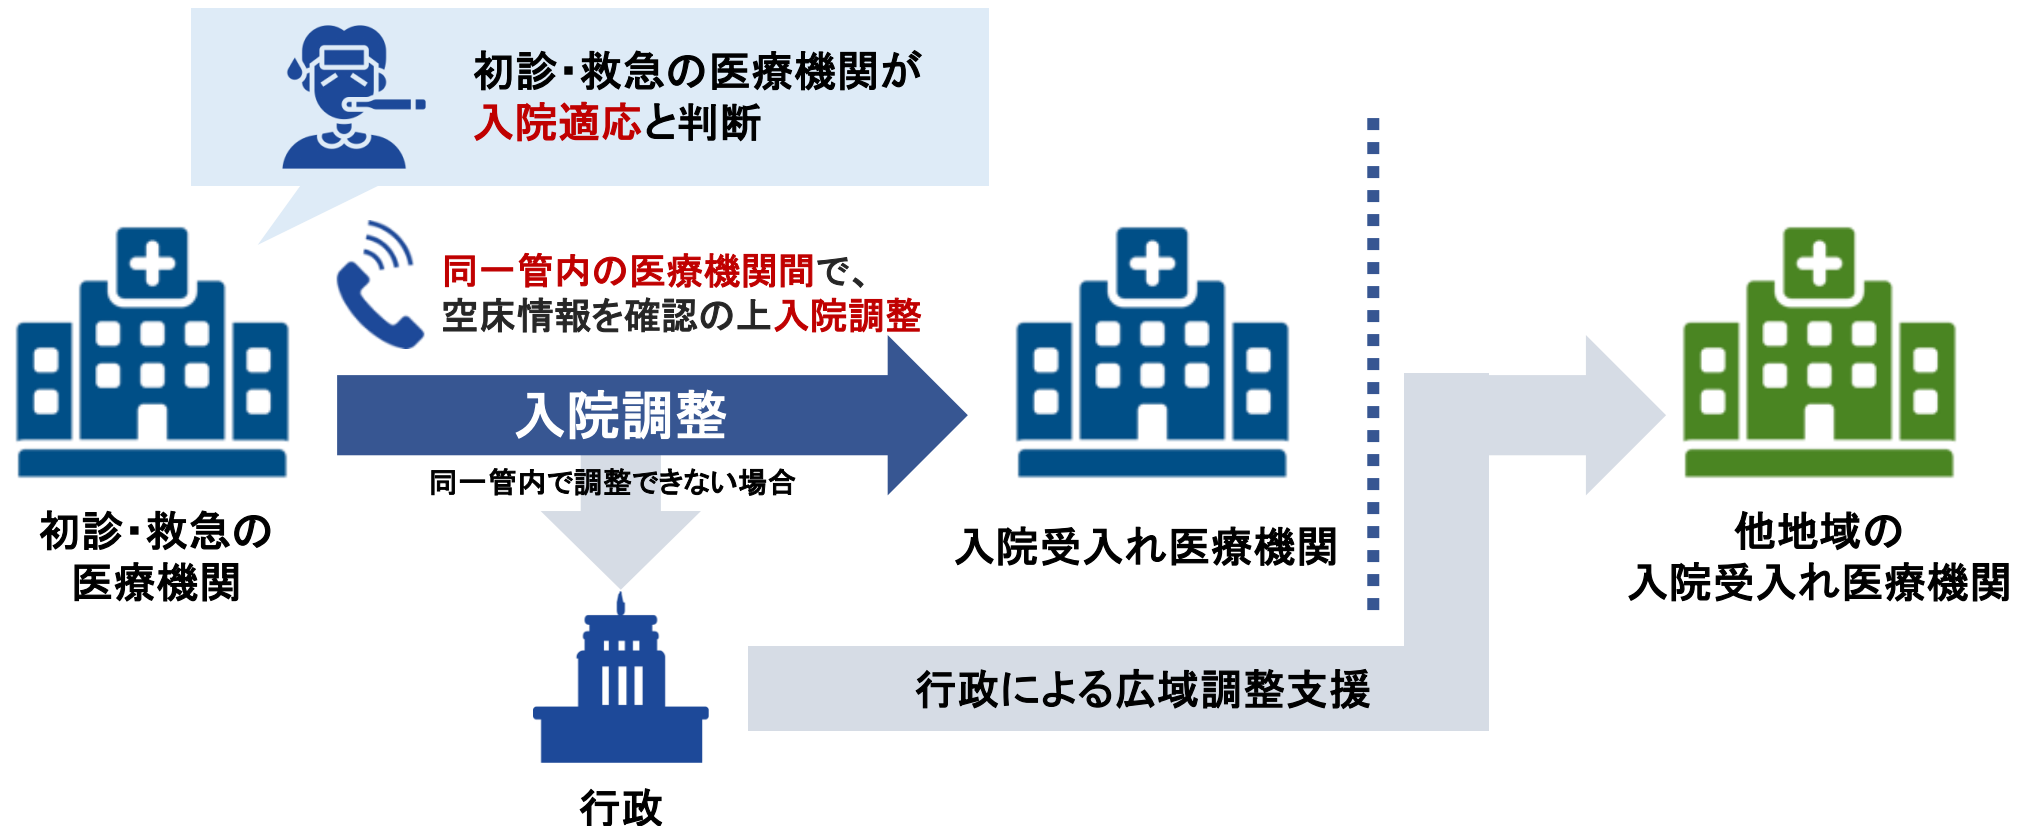 初診・救急の医療機関が
入院適応と判断
同一管内の医療機関間で、
空床情報を確認の上入院調整
入院調整
同一管内で調整できない場合
初診・救急の
医療機関
入院受入れ医療機関
他地域の
入院受入れ医療機関
行政による広域調整支援
行政